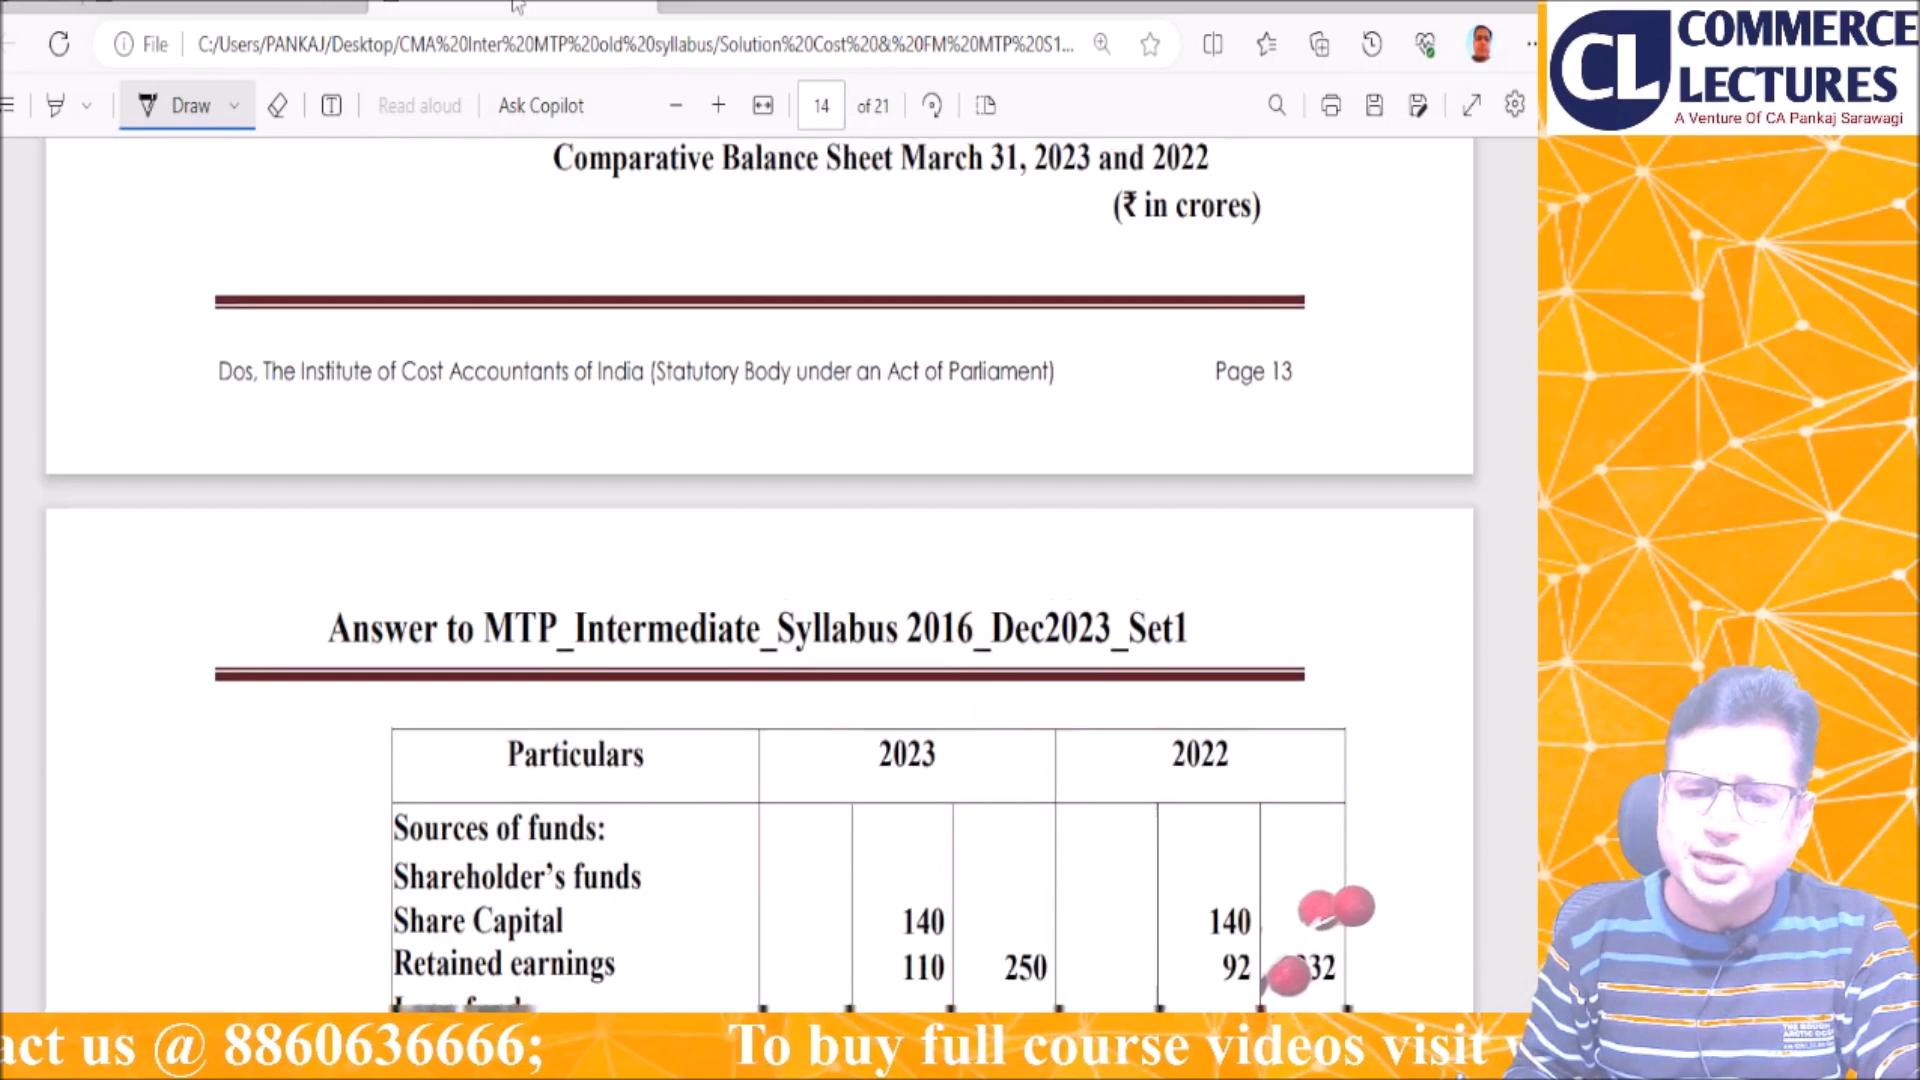 File
C:/Users/PANKAJ/Desktop/CMA%20Inter%20MTP%20old%20syllabus/Solution%20Cost%20&%20FM%20MTP%20S1...
Draw
Read aloud
Ask Copilot
14
of 21
CL
COMMERCE
LECTURES
A Venture Of CA Pankaj Sarawagi
Comparative Balance Sheet March 31, 2023 and 2022
(₹ in crores)
Dos, The Institute of Cost Accountants of India (Statutory Body under an Act of Parliament)
Page 13
Answer to MTP_Intermediate_Syllabus 2016_Dec2023_Set1
Particulars 2023 2022
Sources of funds:
Shareholder's funds
Share Capital 140 140
Retained earnings 110 250 92
act us @ 8860636666;
To buy full course videos visit